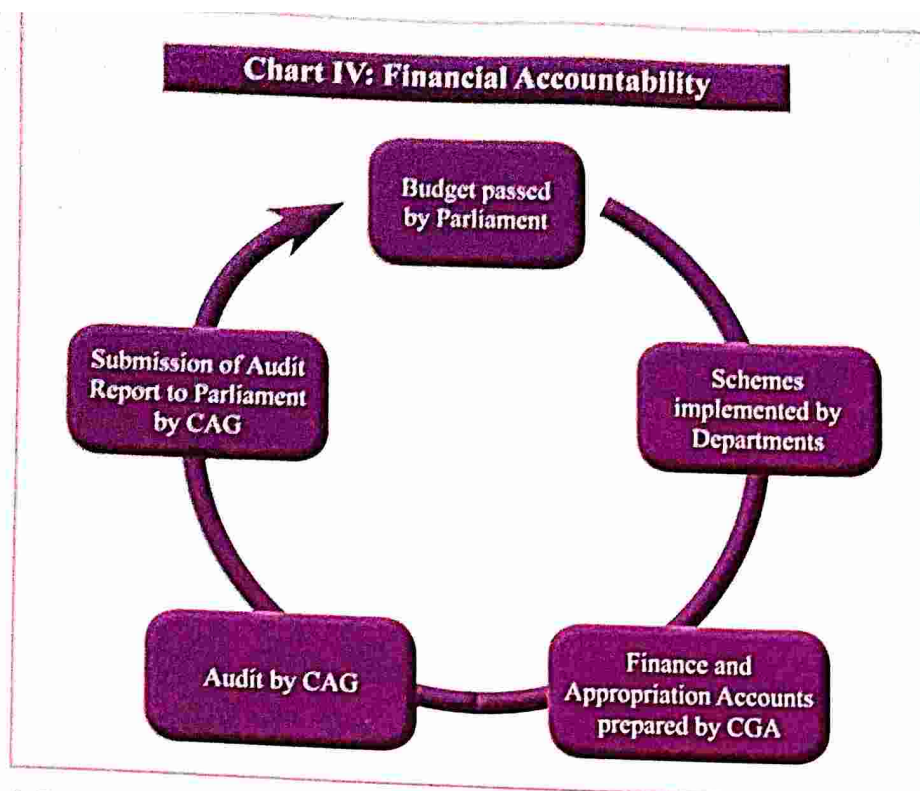 Chart IV: Financial Accountability
Budget passed
by Parliament
Schemes
implemented by
Departments
Finance and
Appropriation Accounts
prepared by CGA
Audit by CAG
Submission of Audit
Report to Parliament
by CAG